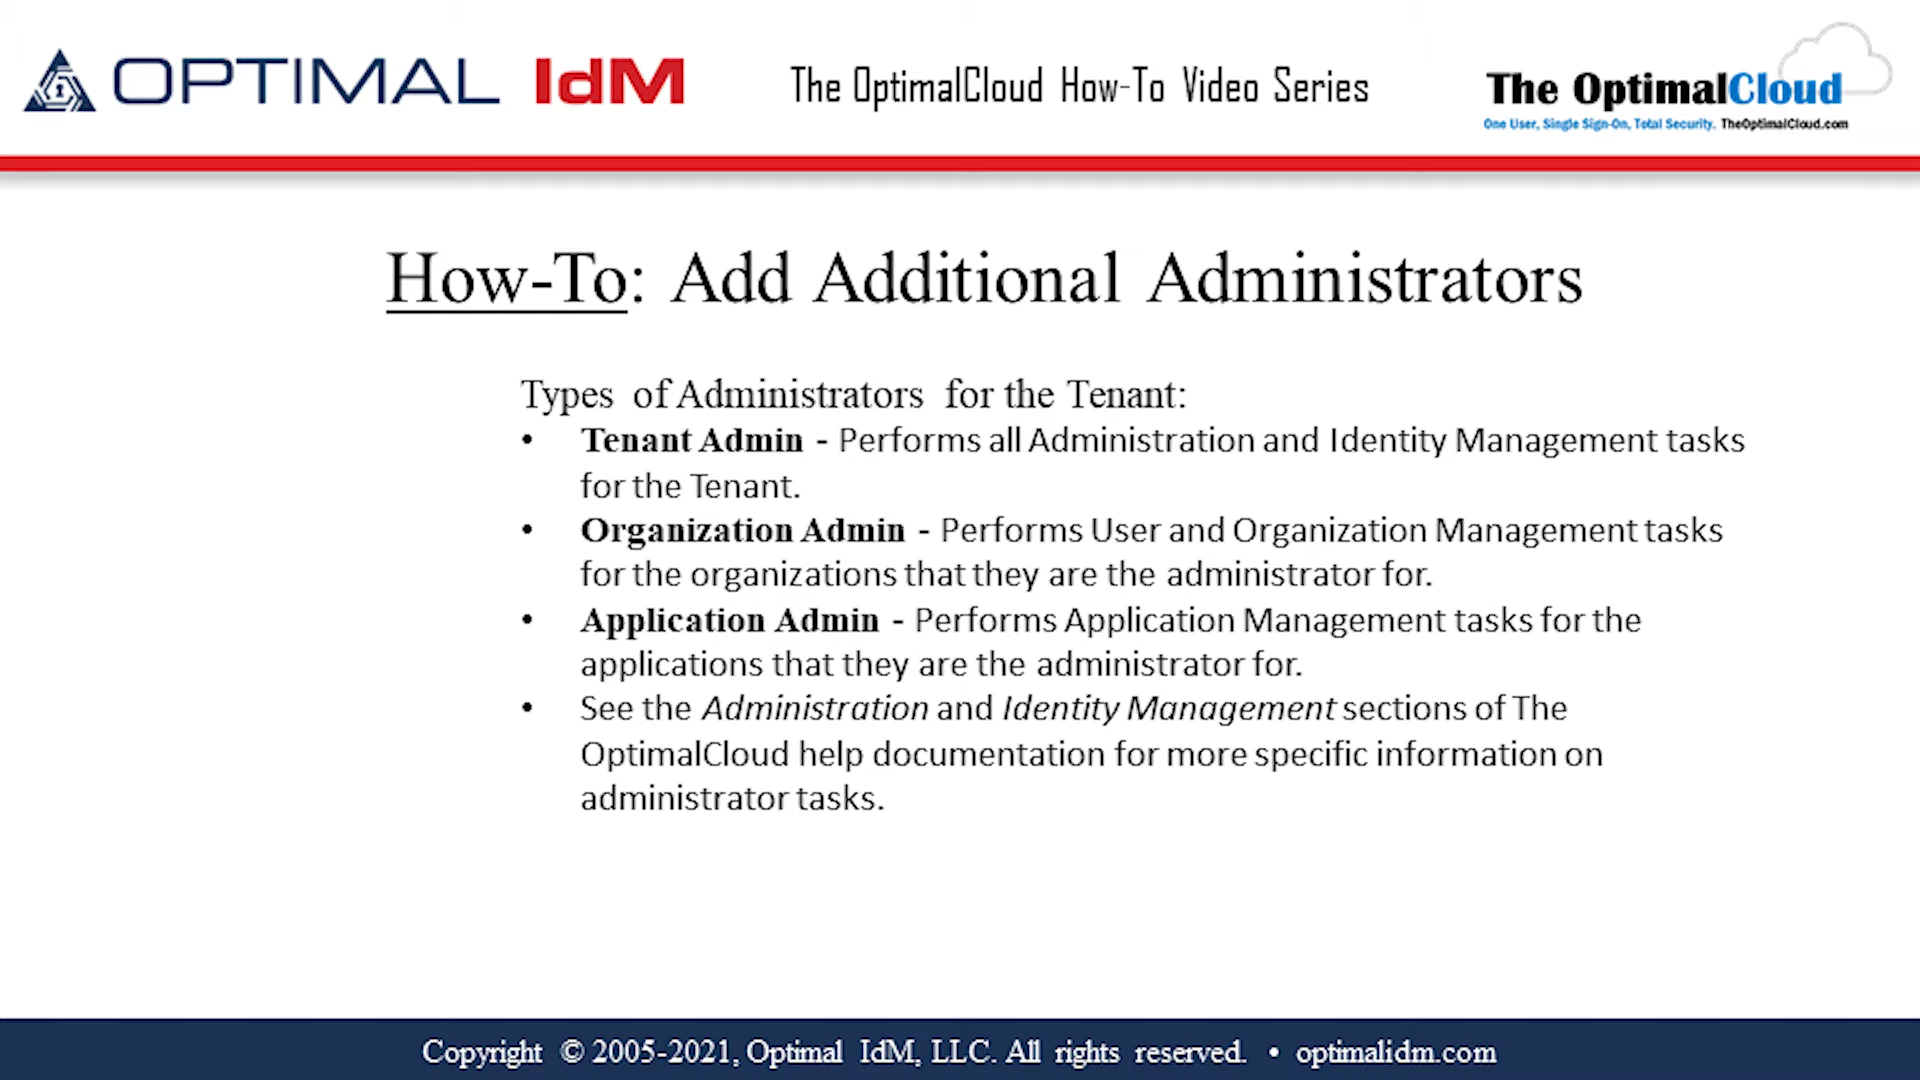 OPTIMAL IdM
The OptimalCloud How-To Video Series
The OptimalCloud
One User, Single Sign-On, Total Security. TheOptimalCloud.com
How-To: Add Additional Administrators
Types of Administrators for the Tenant:
• Tenant Admin - Performs all Administration and Identity Management tasks
for the Tenant.
• Organization Admin - Performs User and Organization Management tasks
for the organizations that they are the administrator for.
• Application Admin - Performs Application Management tasks for the
applications that they are the administrator for.
• See the Administration and Identity Management sections of The
OptimalCloud help documentation for more specific information on
administrator tasks.
Copyright © 2005-2021, Optimal IdM, LLC. All rights reserved. • optimalidm.com